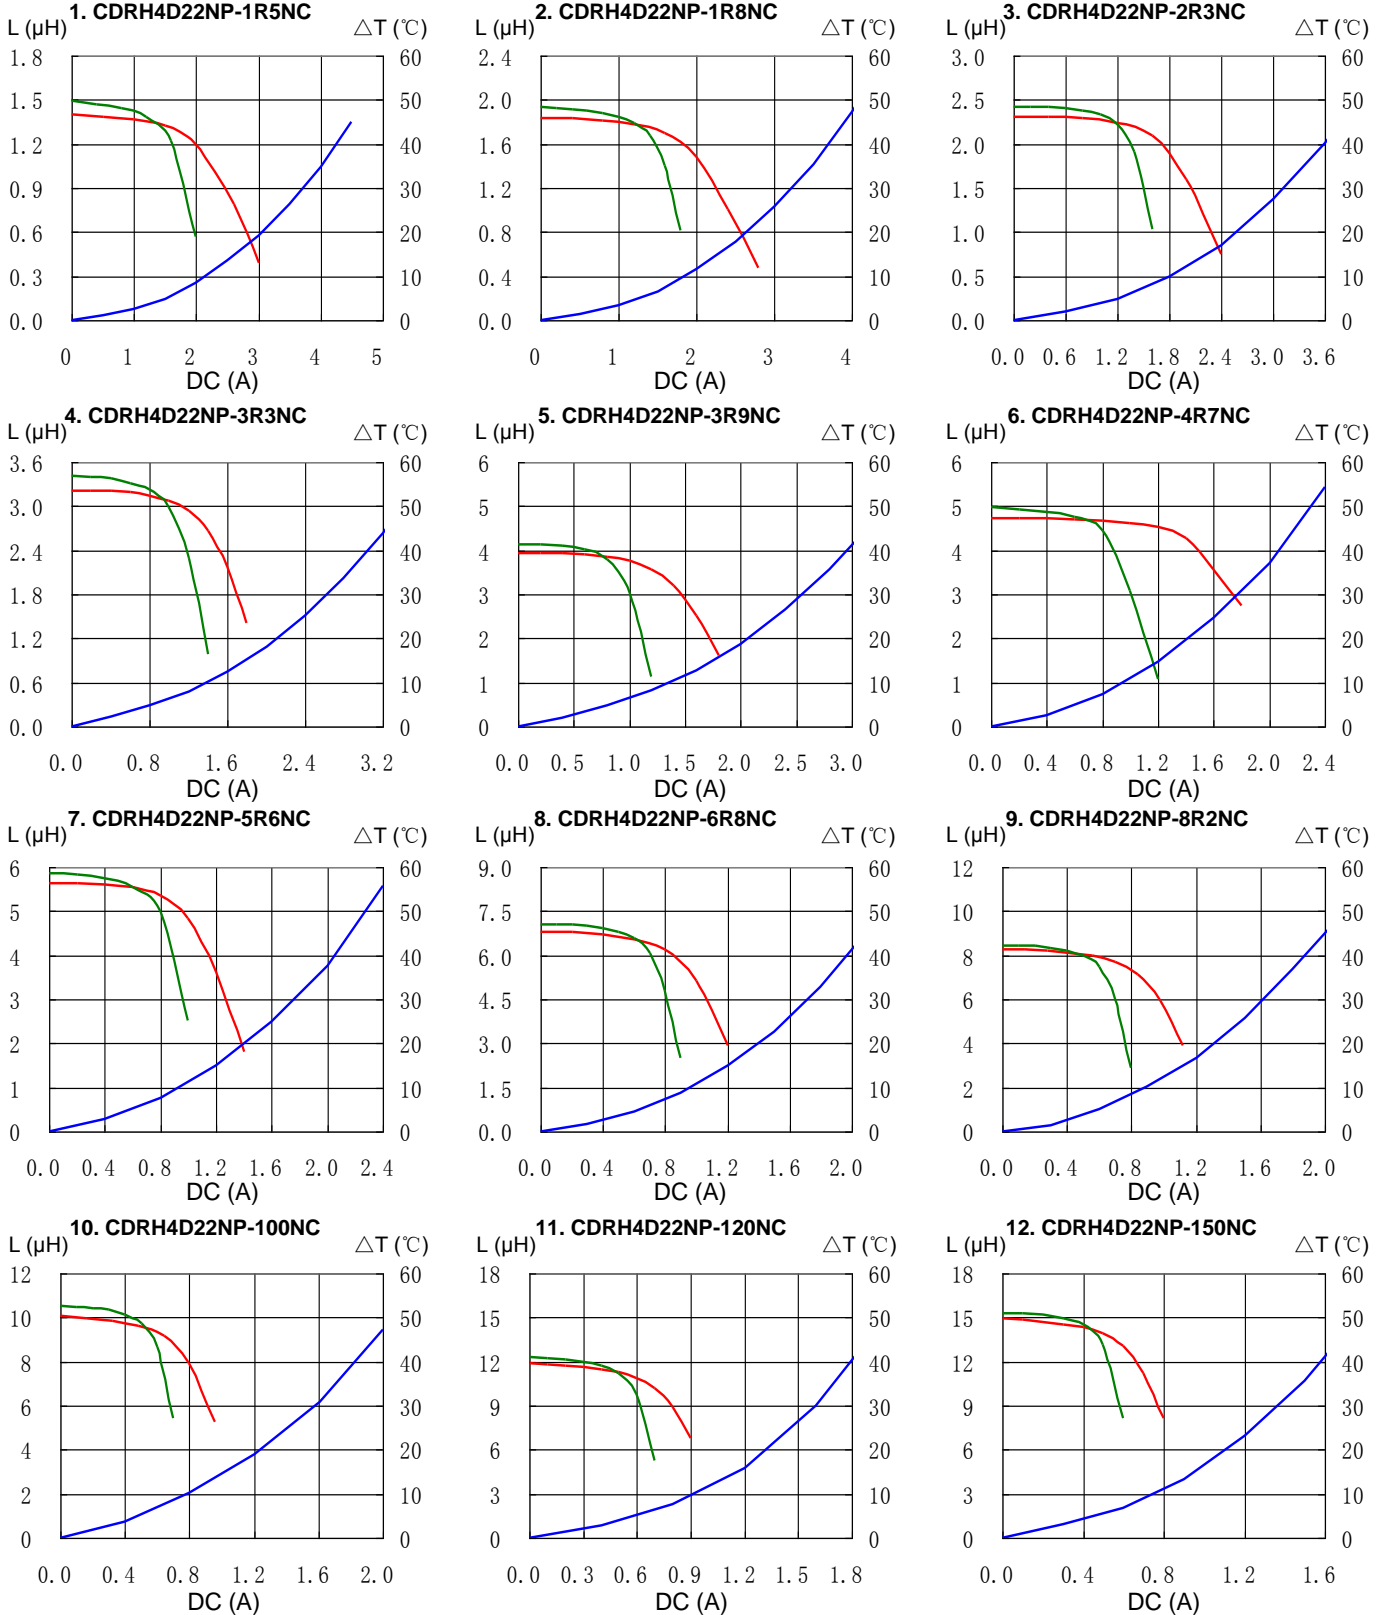 1. CDRH4D22NP-1R5NC
L (μH) △T (℃)
1.8 60
1.5 50
1.2 40
0.9 30
0.6 20
0.3 10
0.0 0
0 1 2 3 4 5
DC (A)
2. CDRH4D22NP-1R8NC
L (μH) △T (℃)
2.4 60
2.0 50
1.6 40
1.2 30
0.8 20
0.4 10
0.0 0
0 1 2 3 4
DC (A)
3. CDRH4D22NP-2R3NC
L (μH) △T (℃)
3.0 60
2.5 50
2.0 40
1.5 30
1.0 20
0.5 10
0.0 0
0.0 0.6 1.2 1.8 2.4 3.0 3.6
DC (A)
4. CDRH4D22NP-3R3NC
L (μH) △T (℃)
3.6 60
3.0 50
2.4 40
1.8 30
1.2 20
0.6 10
0.0 0
0.0 0.8 1.6 2.4 3.2
DC (A)
5. CDRH4D22NP-3R9NC
L (μH) △T (℃)
6 60
5 50
4 40
3 30
2 20
1 10
0 0
0.0 0.5 1.0 1.5 2.0 2.5 3.0
DC (A)
6. CDRH4D22NP-4R7NC
L (μH) △T (℃)
6 60
5 50
4 40
3 30
2 20
1 10
0 0
0.0 0.4 0.8 1.2 1.6 2.0 2.4
DC (A)
7. CDRH4D22NP-5R6NC
L (μH) △T (℃)
6 60
5 50
4 40
3 30
2 20
1 10
0 0
0.0 0.4 0.8 1.2 1.6 2.0 2.4
DC (A)
8. CDRH4D22NP-6R8NC
L (μH) △T (℃)
9.0 60
7.5 50
6.0 40
4.5 30
3.0 20
1.5 10
0.0 0
0.0 0.4 0.8 1.2 1.6 2.0
DC (A)
9. CDRH4D22NP-8R2NC
L (μH) △T (℃)
12 60
10 50
8 40
6 30
4 20
2 10
0 0
0.0 0.4 0.8 1.2 1.6 2.0
DC (A)
10. CDRH4D22NP-100NC
L (μH) △T (℃)
12 60
10 50
8 40
6 30
4 20
2 10
0 0
0.0 0.4 0.8 1.2 1.6 2.0
DC (A)
11. CDRH4D22NP-120NC
L (μH) △T (℃)
18 60
15 50
12 40
9 30
6 20
3 10
0 0
0.0 0.3 0.6 0.9 1.2 1.5 1.8
DC (A)
12. CDRH4D22NP-150NC
L (μH) △T (℃)
18 60
15 50
12 40
9 30
6 20
3 10
0 0
0.0 0.4 0.8 1.2 1.6
DC (A)